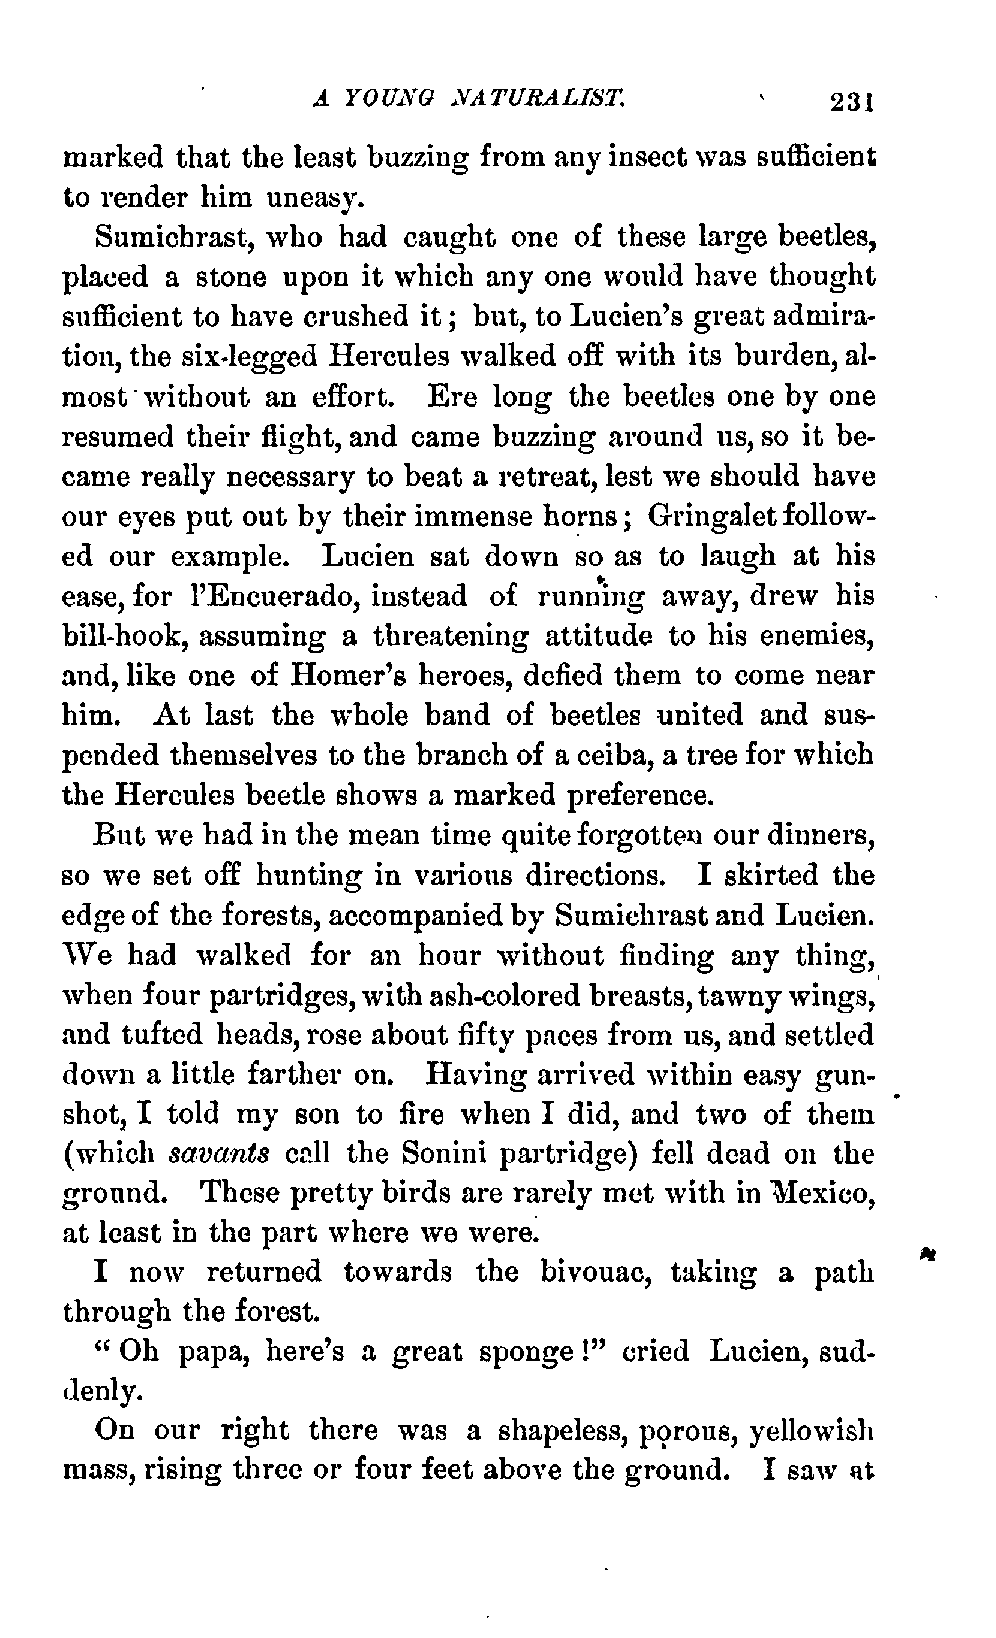 A YOUNG NATURALIST. 231
marked that the least buzzing from any insect was sufficient
to render him uneasy.
Sumichrast, who had caught one of these large beetles,
placed a stone upon it which any one would have thought
sufficient to have crushed it; but, to Lucien's great admira-
tion, the six-legged Hercules walked off with its burden, al-
most without an effort. Ere long the beetles one by one
resumed their flight, and came buzzing around us, so it be-
came really necessary to beat a retreat, lest we should have
our eyes put out by their immense horns; Gringalet follow-
ed our example. Lucien sat down so as to laugh at his
ease, for l'Encuerado, instead of running away, drew his
bill-hook, assuming a threatening attitude to his enemies,
and, like one of Homer's heroes, defied them to come near
him. At last the whole band of beetles united and sus-
pended themselves to the branch of a ceiba, a tree for which
the Hercules beetle shows a marked preference.
But we had in the mean time quite forgotten our dinners,
so we set off hunting in various directions. I skirted the
edge of the forests, accompanied by Sumichrast and Lucien.
We had walked for an hour without finding any thing,
when four partridges, with ash-colored breasts, tawny wings,
and tufted heads, rose about fifty paces from us, and settled
down a little farther on. Having arrived within easy gun-
shot, I told my son to fire when I did, and two of them
(which savants call the Sonini partridge) fell dead on the
ground. These pretty birds are rarely met with in Mexico,
at least in the part where we were.
I now returned towards the bivouac, taking a path
through the forest.
"Oh papa, here's a great sponge!" cried Lucien, sud-
denly.
On our right there was a shapeless, porous, yellowish
mass, rising three or four feet above the ground. I saw at